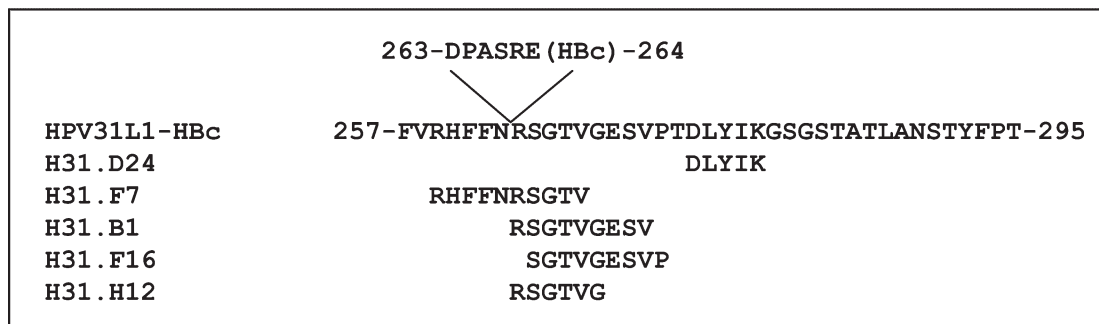 263-DPASRE(HBc)-264
HPV31L1-HBc 257-FVRHFFNRSGTVGESVPTDLYIKGSGSTATLANSTYFPT-295
H31.D24 DLYIK
H31.F7 RHFFNRSGTV
H31.B1 RSGTVGESV
H31.F16 SGTVGESVP
H31.H12 RSGTVG